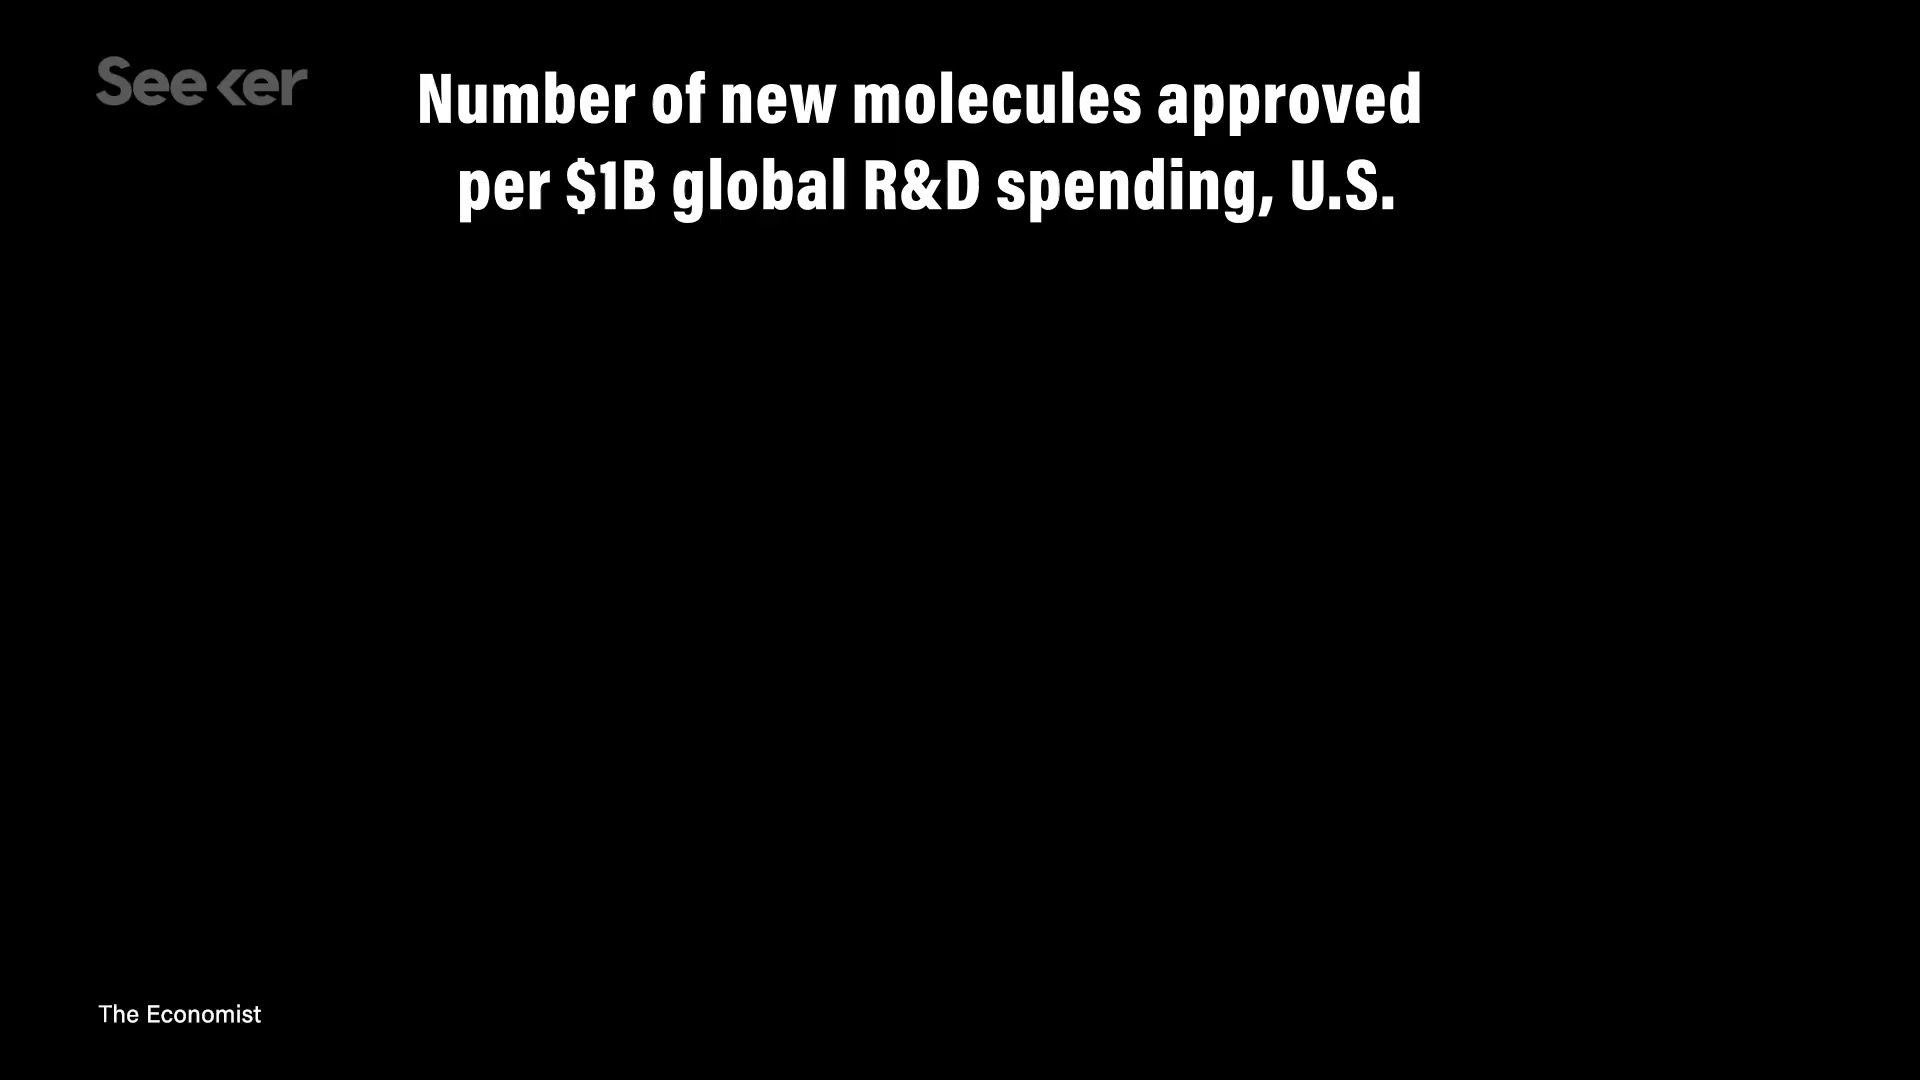 Seeker
Number of new molecules approved
per $1B global R&D spending, U.S.
The Economist